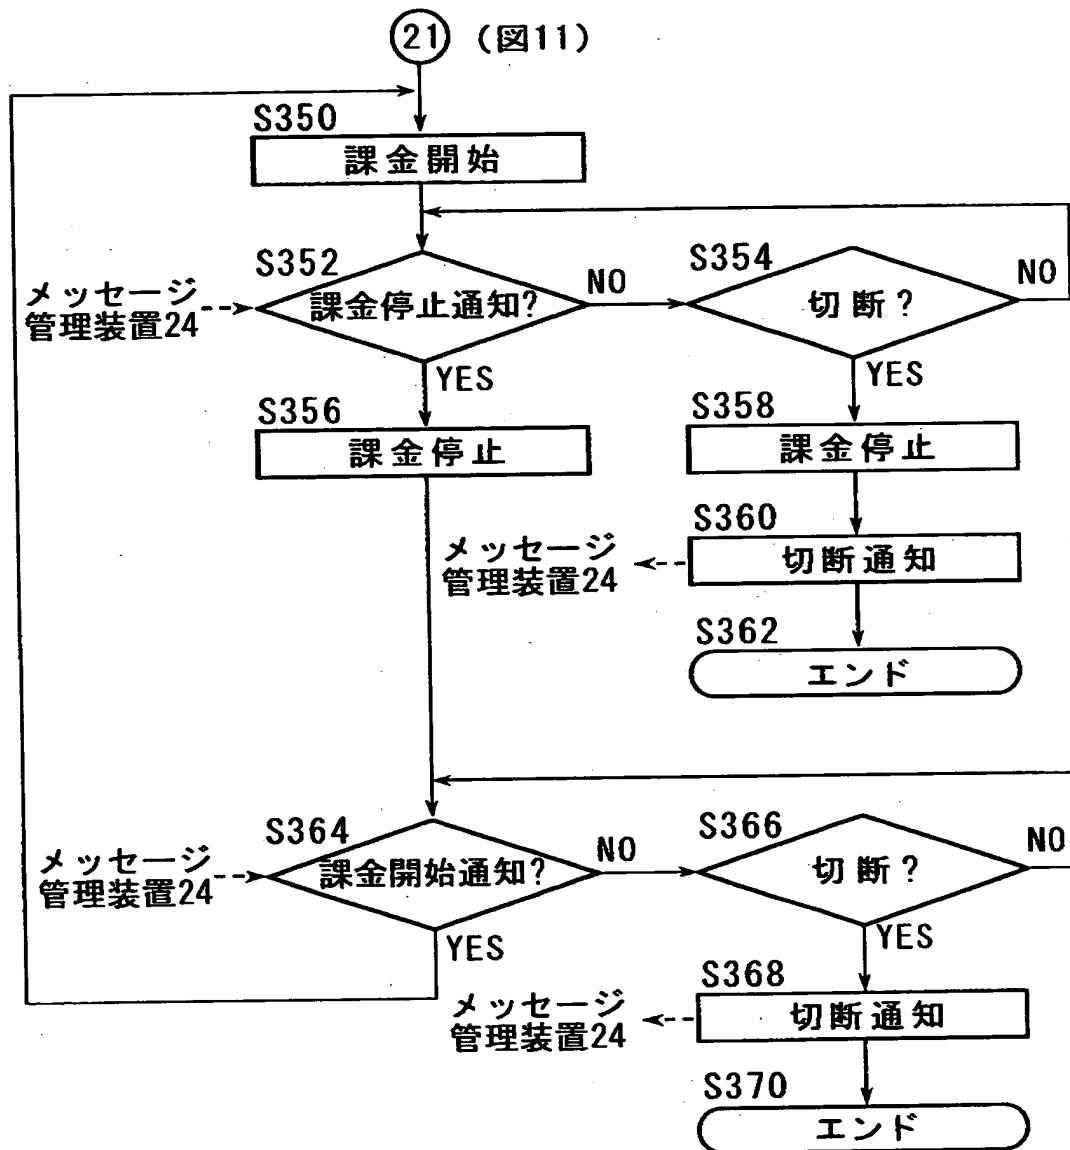 21 (図11)
S350
課金開始
S352
課金停止通知?
メッセージ
管理装置24
NO
YES
S354
切断?
NO
YES
S356
課金停止
S358
課金停止
S360
切断通知
メッセージ
管理装置24
S362
エンド
S364
課金開始通知?
メッセージ
管理装置24
NO
YES
S366
切断?
NO
YES
S368
切断通知
メッセージ
管理装置24
S370
エンド